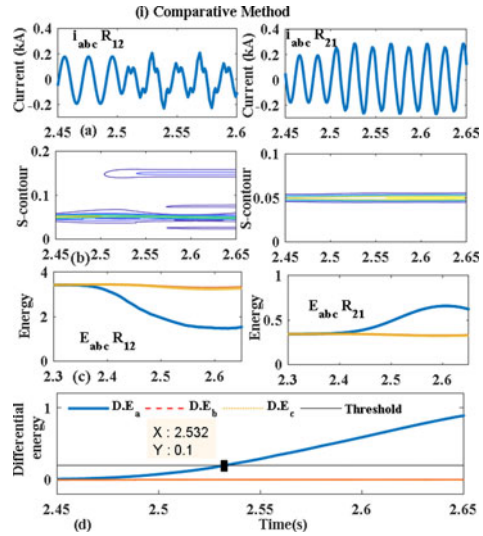 (i) Comparative Method
Current (kA)
0.4
0.2
0
-0.2
i_abc R_12
2.45 2.5 2.55 2.6
(a)
Current (kA)
0.4
0.2
0
-0.2
i_abc R_21
2.45 2.5 2.55 2.6 2.65
S-contour
0.2
0.1
0
2.45 2.5 2.55 2.6 2.65
(b)
S-contour
0.1
0.05
0
2.45 2.5 2.55 2.6 2.65
Energy
4
2
0
E_abc R_12
2.3 2.4 2.5 2.6
(c)
Energy
1
0.5
0
E_abc R_21
2.3 2.4 2.5 2.6
Differential
energy
1
0
D.E_a D.E_b D.E_c Threshold
X : 2.532
Y : 0.1
2.45 2.5 2.55 2.6 2.65
(d) Time(s)